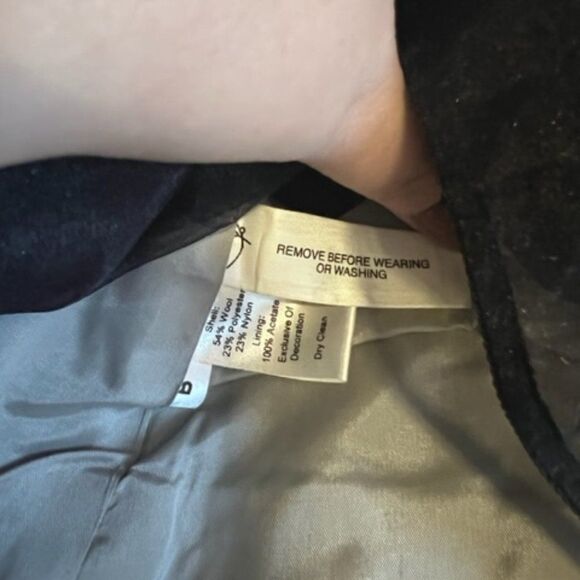 REMOVE BEFORE WEARING
OR WASHING
Shell:
54% Wool
23% Polyester
23% Nylon
Lining:
100% Acetate
Exclusive Of
Decoration
Dry Clean
B